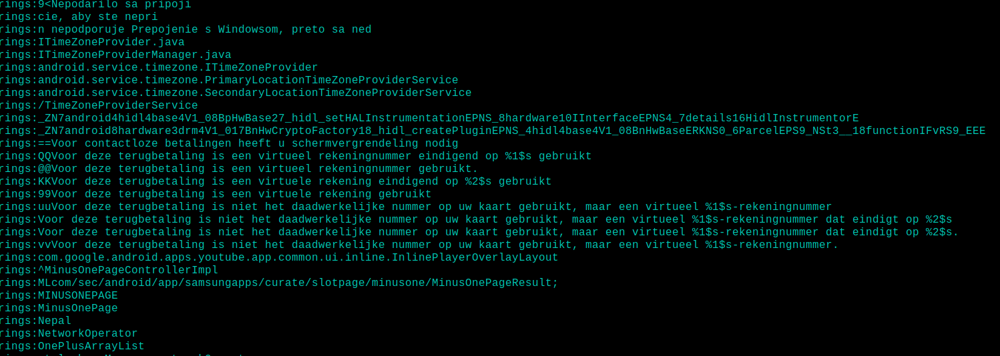 rings:9<Nepodarilo sa pripoji
rings:cie, aby ste nepri
rings:n nepodporuje Prepojenie s Windowsom, preto sa ned
rings:ITimeZoneProvider.java
rings:ITimeZoneProviderManager.java
rings:android.service.timezone.ITimeZoneProvider
rings:android.service.timezone.PrimaryLocationTimeZoneProviderService
rings:android.service.timezone.SecondaryLocationTimeZoneProviderService
rings:/TimeZoneProviderService
rings:_ZN7android4hidl4base4V1_08BpHwBase27_hidl_setHALInstrumentationEPNS_8hardware10IInterfaceEPNS4_7details16HidlInstrumentorE
rings:_ZN7android8hardware3drm4V1_017BnHwCryptoFactory18_hidl_createPluginEPNS_4hidl4base4V1_08BnHwBaseERKNS0_6ParcelEPS9_NSt3__18functionIFvRS9_EEE
rings:==Voor contactloze betalingen heeft u schermvergrendeling nodig
rings:QQVoor deze terugbetaling is een virtueel rekeningnummer eindigend op %1$s gebruikt
rings:@@Voor deze terugbetaling is een virtueel rekeningnummer gebruikt.
rings:KKVoor deze terugbetaling is een virtuele rekening eindigend op %2$s gebruikt
rings:99Voor deze terugbetaling is een virtuele rekening gebruikt
rings:uuVoor deze terugbetaling is niet het daadwerkelijke nummer op uw kaart gebruikt, maar een virtueel %1$s-rekeningnummer
rings:Voor deze terugbetaling is niet het daadwerkelijke nummer op uw kaart gebruikt, maar een virtueel %1$s-rekeningnummer dat eindigt op %2$s
rings:Voor deze terugbetaling is niet het daadwerkelijke nummer op uw kaart gebruikt, maar een virtueel %1$s-rekeningnummer dat eindigt op %2$s.
rings:vvVoor deze terugbetaling is niet het daadwerkelijke nummer op uw kaart gebruikt, maar een virtueel %1$s-rekeningnummer.
rings:com.google.android.apps.youtube.app.common.ui.inline.InlinePlayerOverlayLayout
rings:^MinusOnePageControllerImpl
rings:MLcom/sec/android/app/samsungapps/curate/slotpage/minusone/MinusOnePageResult;
rings:MINUSONEPAGE
rings:MinusOnePage
rings:Nepal
rings:NetworkOperator
rings:OnePlusArrayList